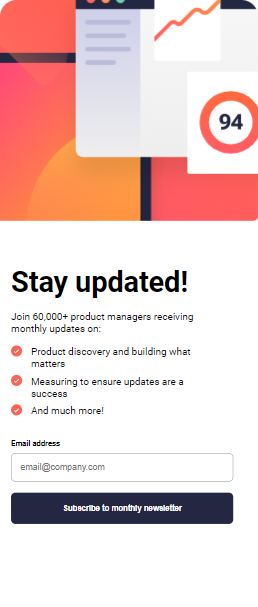 94
Stay updated!
Join 60,000+ product managers receiving
monthly updates on:
Product discovery and building what
matters
Measuring to ensure updates are a
success
And much more!
Email address
email@company.com
Subscribe to monthly newsletter